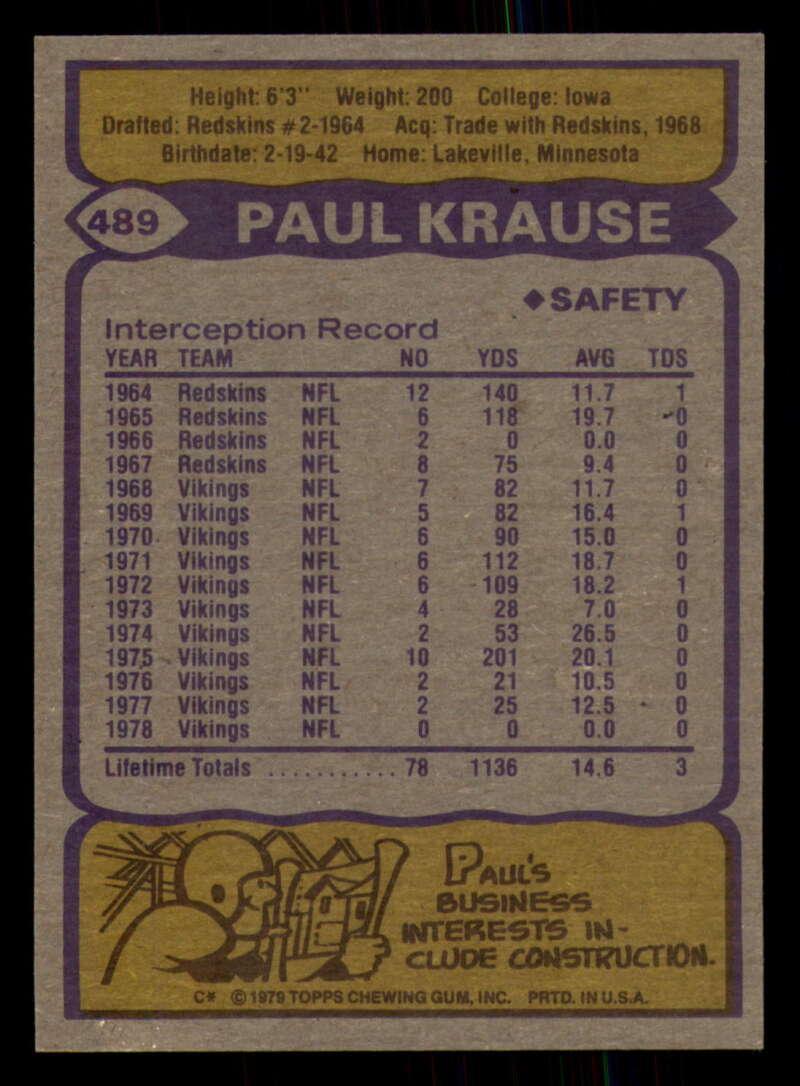 Height: 6'3" Weight: 200 College: Iowa
Drafted: Redskins #2-1964 Acq: Trade with Redskins, 1968
Birthdate: 2-19-42 Home: Lakeville, Minnesota
489 PAUL KRAUSE
◆SAFETY
Interception Record
YEAR TEAM NO YDS AVG TDS
1964 Redskins NFL 12 140 11.7 1
1965 Redskins NFL 6 118 19.7 0
1966 Redskins NFL 2 0 0.0 0
1967 Redskins NFL 8 75 9.4 0
1968 Vikings NFL 7 82 11.7 0
1969 Vikings NFL 5 82 16.4 1
1970 Vikings NFL 6 90 15.0 0
1971 Vikings NFL 6 112 18.7 0
1972 Vikings NFL 6 109 18.2 1
1973 Vikings NFL 4 28 7.0 0
1974 Vikings NFL 2 53 26.5 0
1975 Vikings NFL 10 201 20.1 0
1976 Vikings NFL 2 21 10.5 0
1977 Vikings NFL 2 25 12.5 0
1978 Vikings NFL 0 0 0.0 0
Lifetime Totals ........... 78 1136 14.6 3
PAUL'S
BUSINESS
INTERESTS IN-
CLUDE CONSTRUCTION.
C* © 1979 TOPPS CHEWING GUM, INC. PRTD. IN U.S.A.